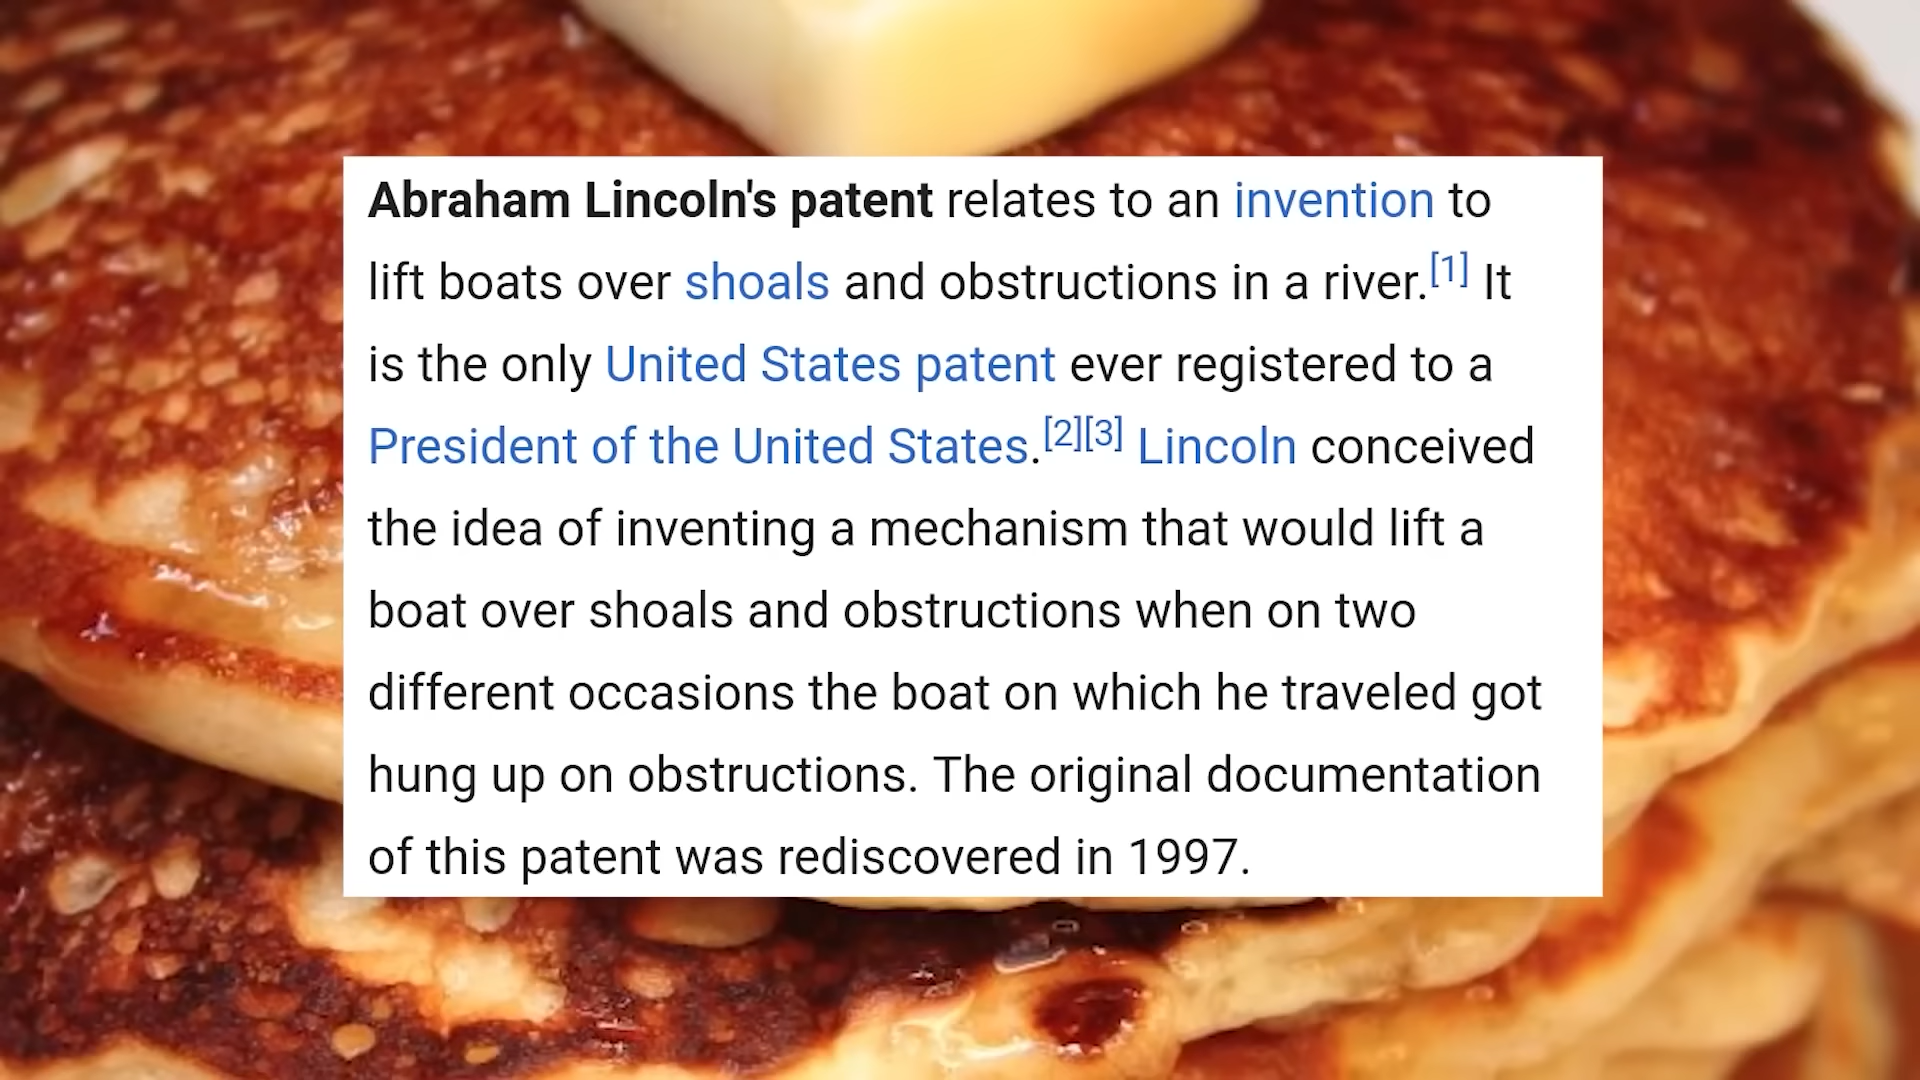 Abraham Lincoln's patent relates to an invention to
lift boats over shoals and obstructions in a river.[1] It
is the only United States patent ever registered to a
President of the United States.[2][3] Lincoln conceived
the idea of inventing a mechanism that would lift a
boat over shoals and obstructions when on two
different occasions the boat on which he traveled got
hung up on obstructions. The original documentation
of this patent was rediscovered in 1997.